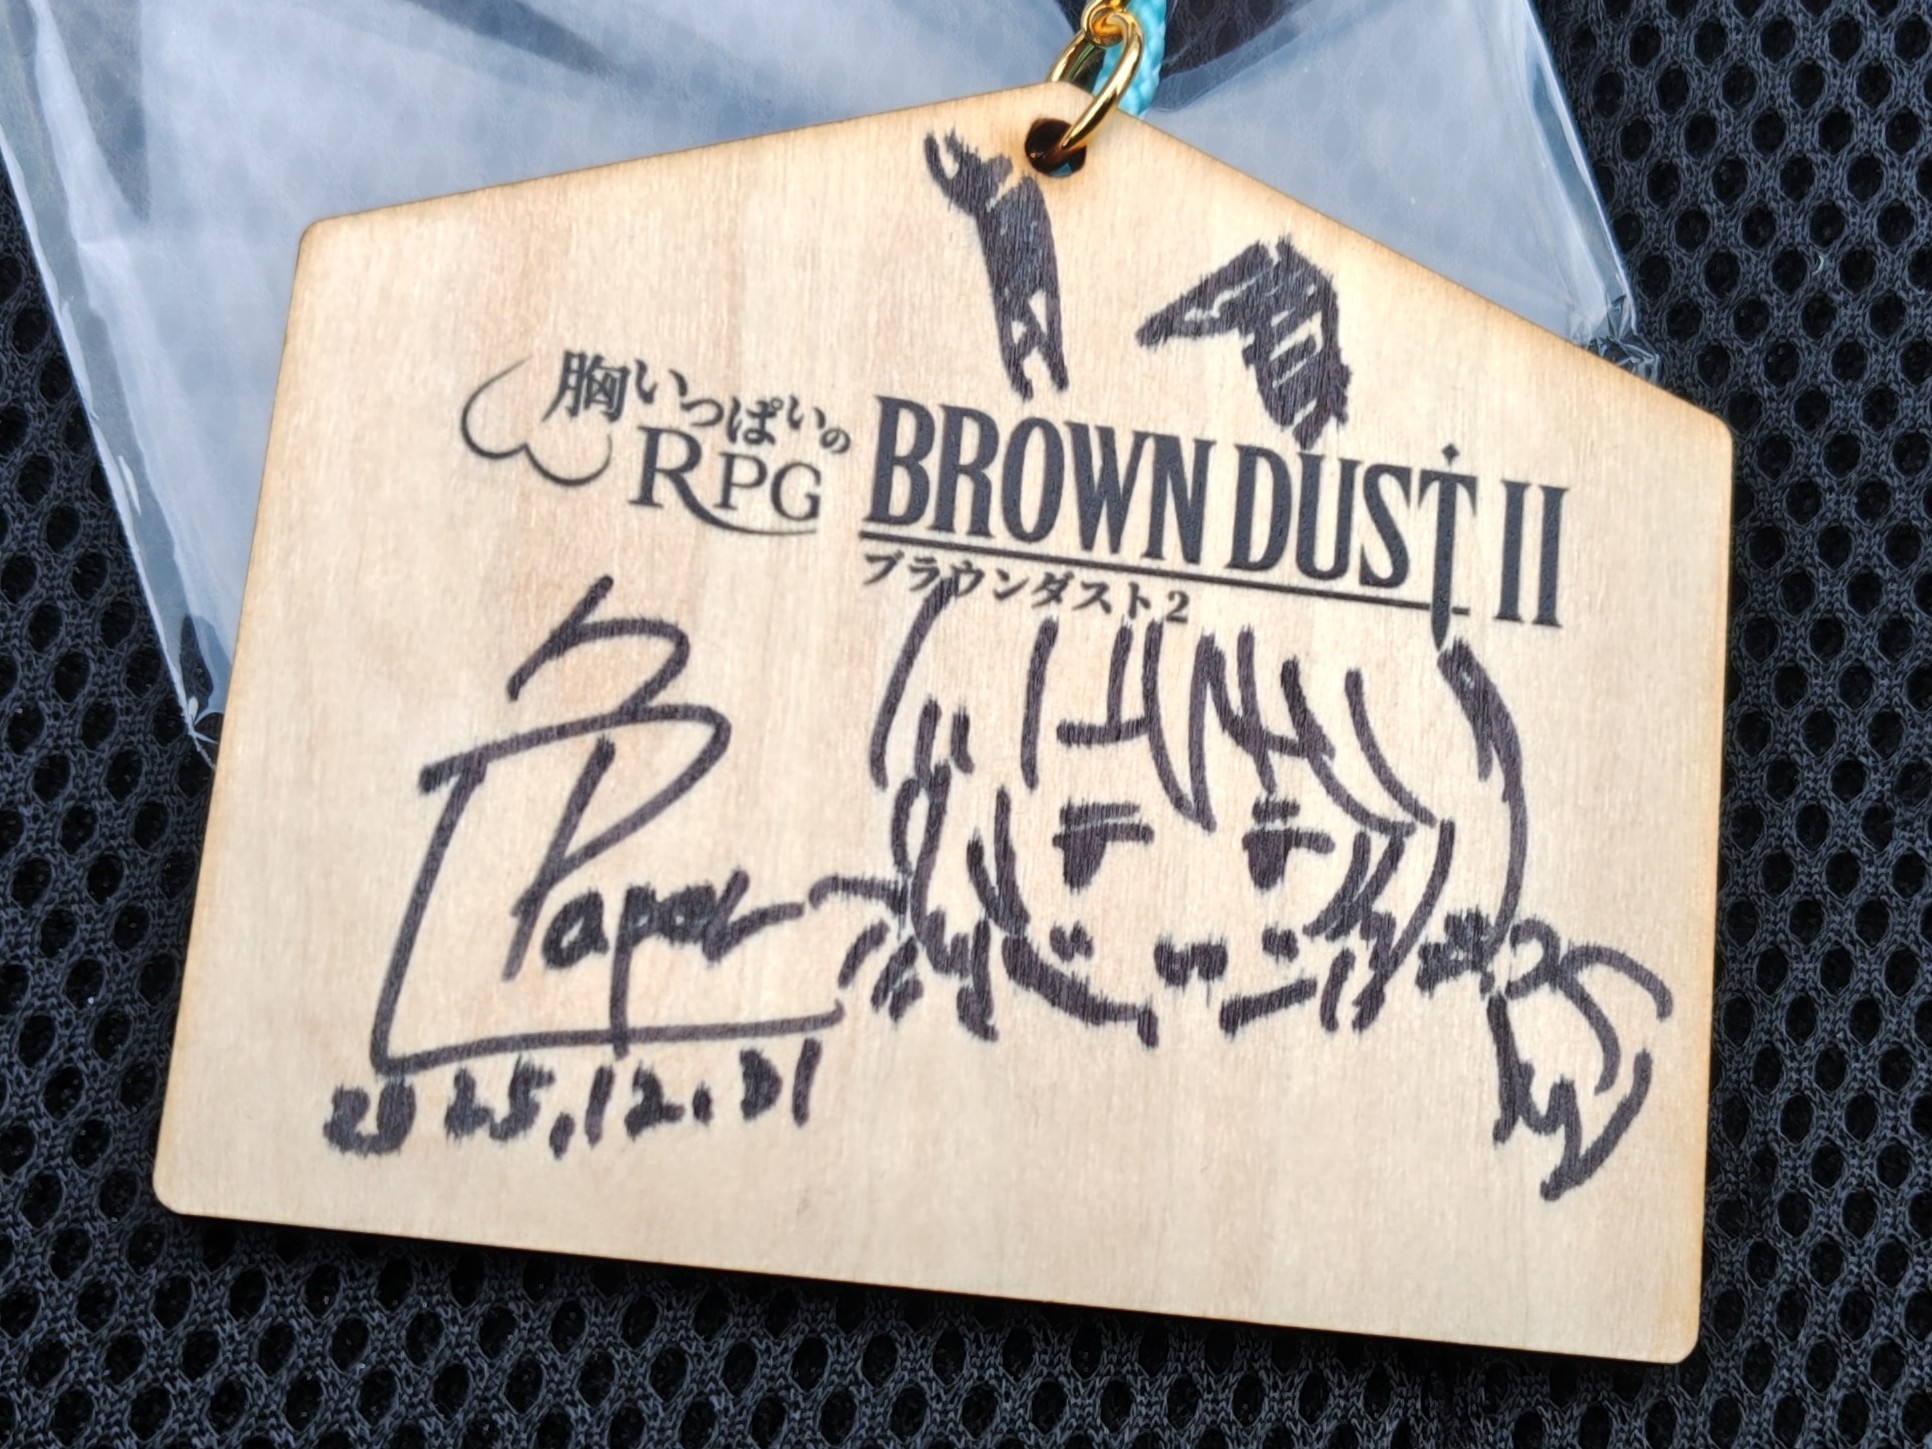 胸いっぱいの
RPG
BROWN DUST II
ブラウンダスト2
Paper
2025.12.31